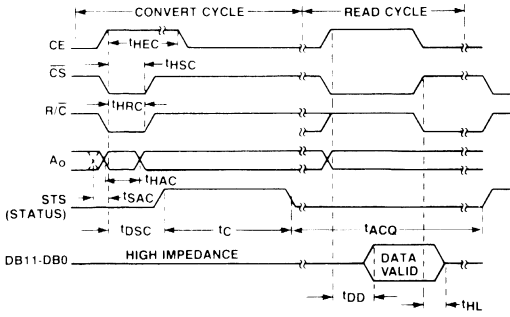 CONVERT CYCLE READ CYCLE
CE
tHEC
C̅S̅
tHSC
R/C̅
tHRC
A₀
tHAC
STS
(STATUS)
tSAC
tDSC tC tACQ
DB11-DB0 HIGH IMPEDANCE DATA
VALID
tDD tHL